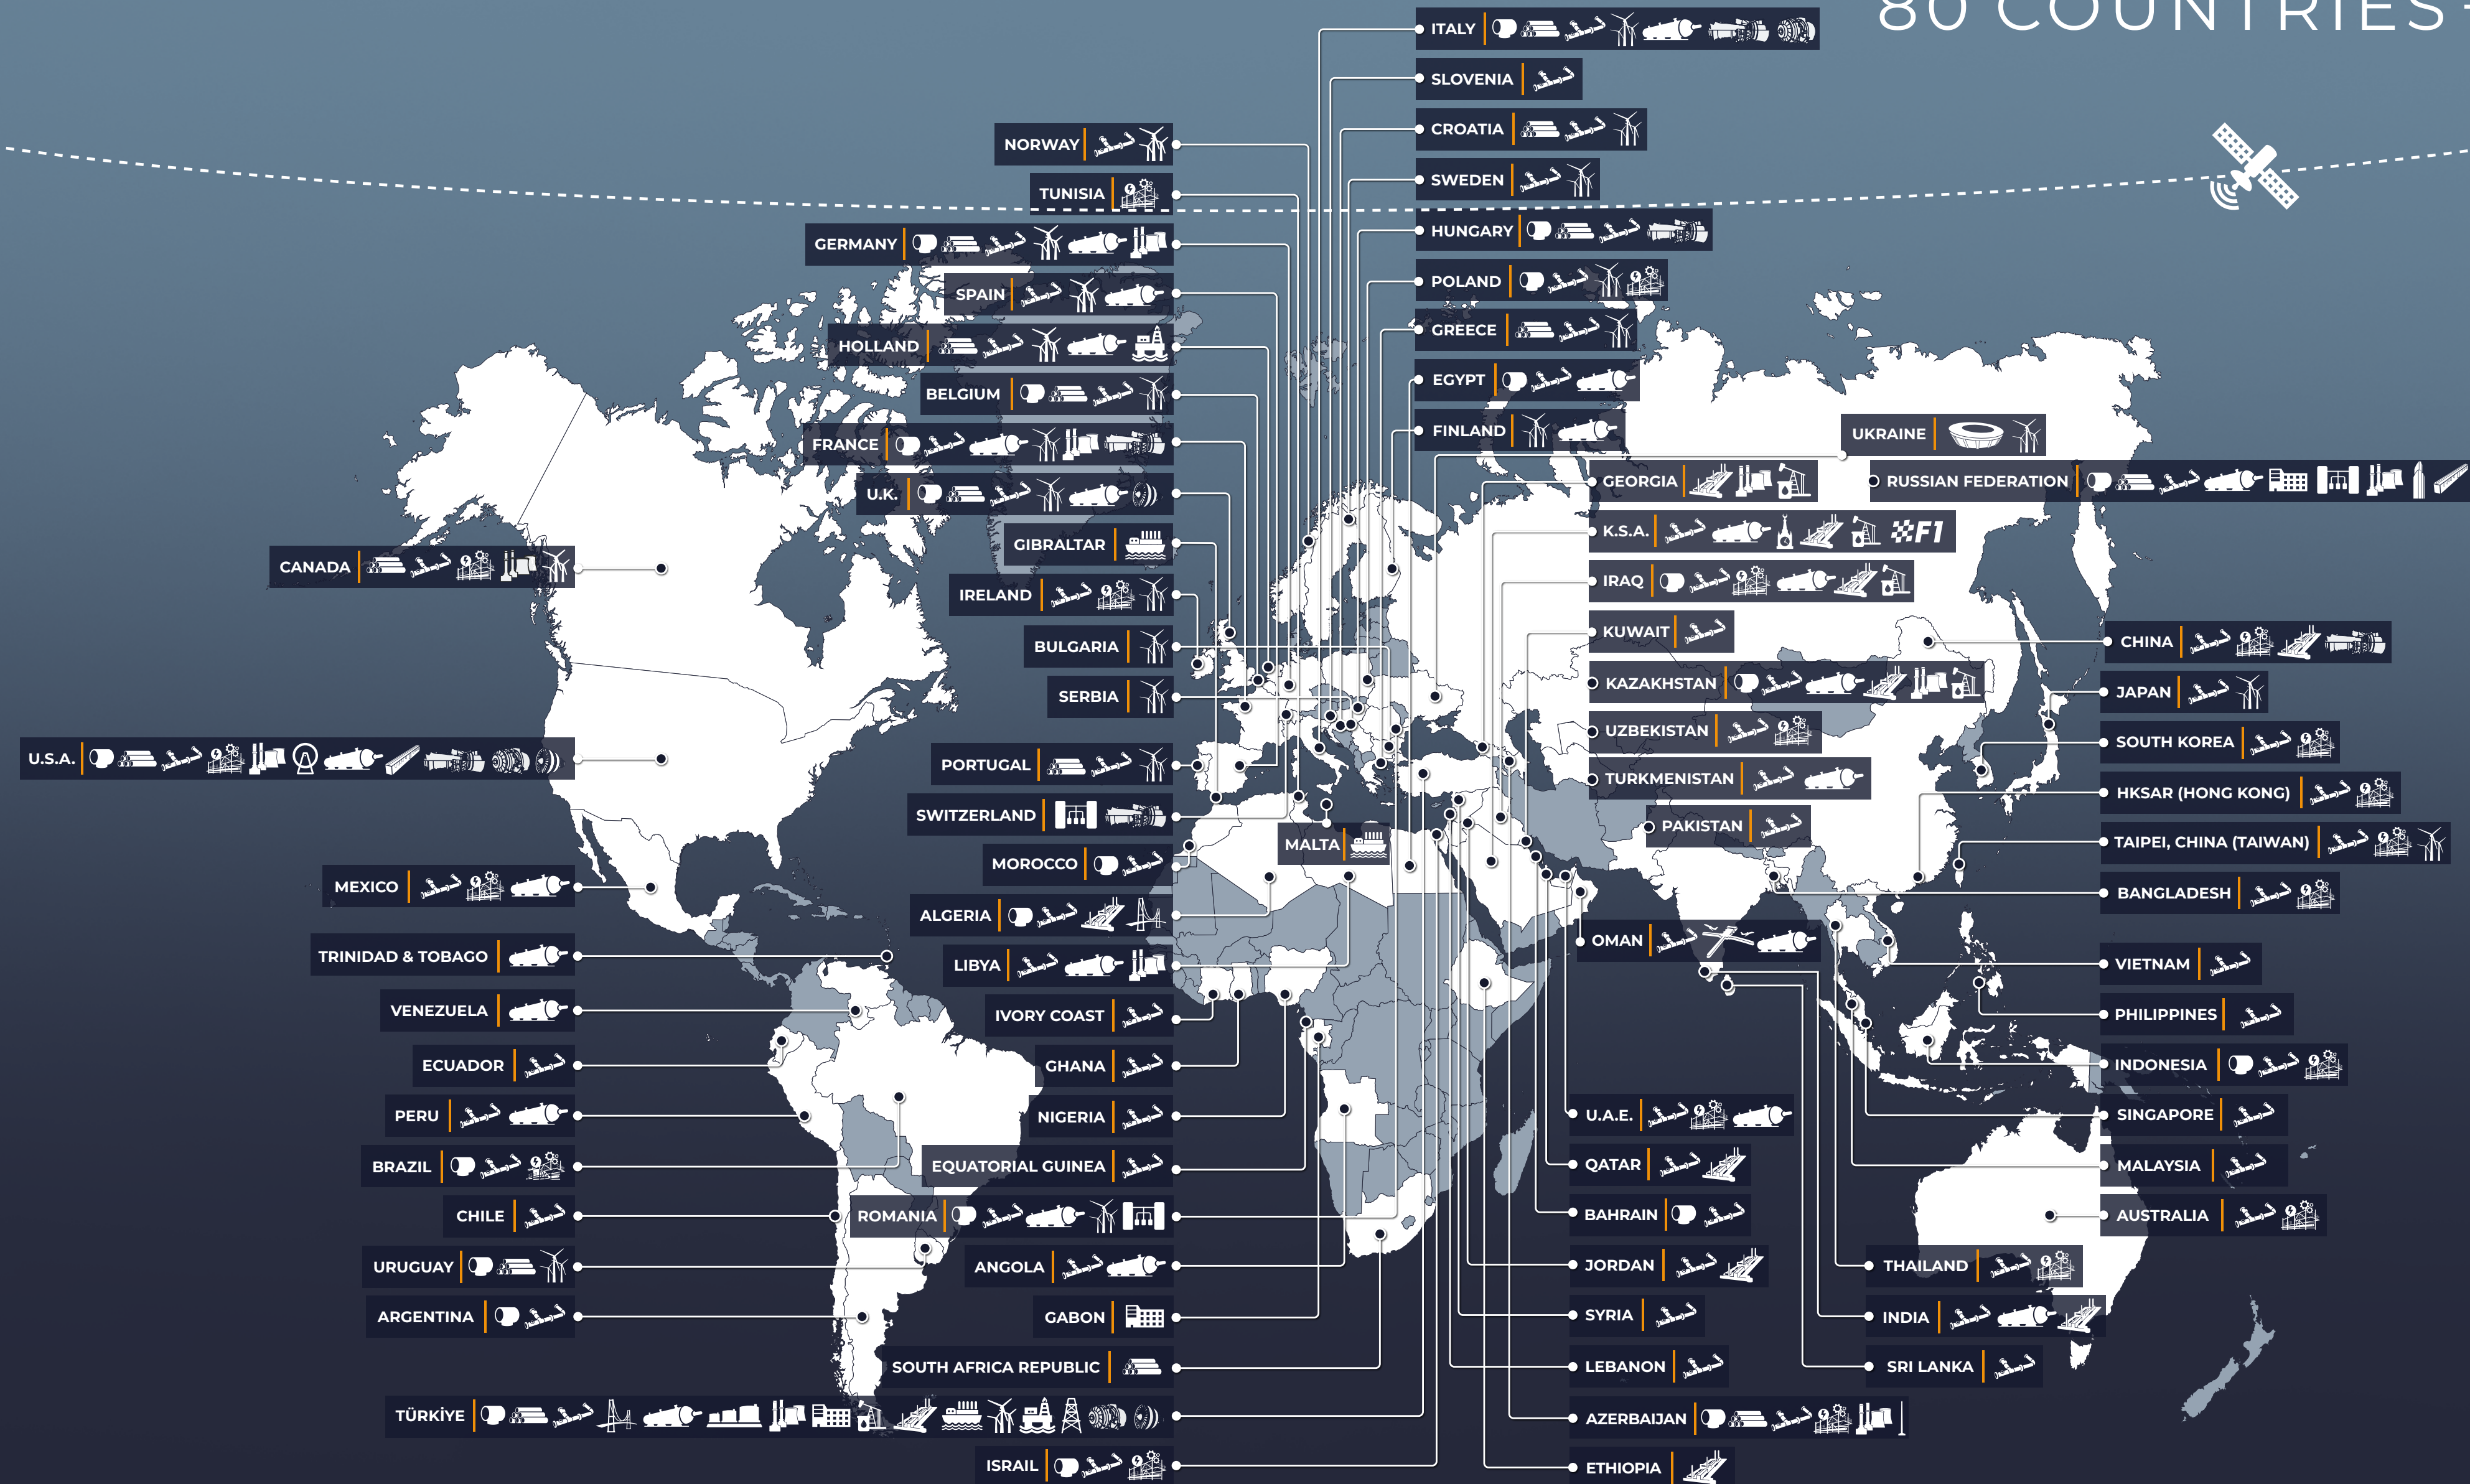 80 COUNTRIES
ITALY
SLOVENIA
CROATIA
SWEDEN
HUNGARY
POLAND
GREECE
EGYPT
FINLAND
NORWAY
TUNISIA
GERMANY
SPAIN
HOLLAND
BELGIUM
FRANCE
U.K.
GIBRALTAR
IRELAND
BULGARIA
SERBIA
PORTUGAL
SWITZERLAND
MOROCCO
ALGERIA
LIBYA
IVORY COAST
GHANA
NIGERIA
EQUATORIAL GUINEA
ROMANIA
ANGOLA
GABON
SOUTH AFRICA REPUBLIC
TÜRKİYE
ISRAIL
MALTA
CANADA
U.S.A.
MEXICO
TRINIDAD & TOBAGO
VENEZUELA
ECUADOR
PERU
BRAZIL
CHILE
URUGUAY
ARGENTINA
UKRAINE
GEORGIA
RUSSIAN FEDERATION
K.S.A. F1
IRAQ
KUWAIT
KAZAKHSTAN
UZBEKISTAN
TURKMENISTAN
PAKISTAN
OMAN
U.A.E.
QATAR
BAHRAIN
JORDAN
SYRIA
LEBANON
AZERBAIJAN
ETHIOPIA
CHINA
JAPAN
SOUTH KOREA
HKSAR (HONG KONG)
TAIPEI, CHINA (TAIWAN)
BANGLADESH
VIETNAM
PHILIPPINES
INDONESIA
SINGAPORE
MALAYSIA
AUSTRALIA
THAILAND
INDIA
SRI LANKA